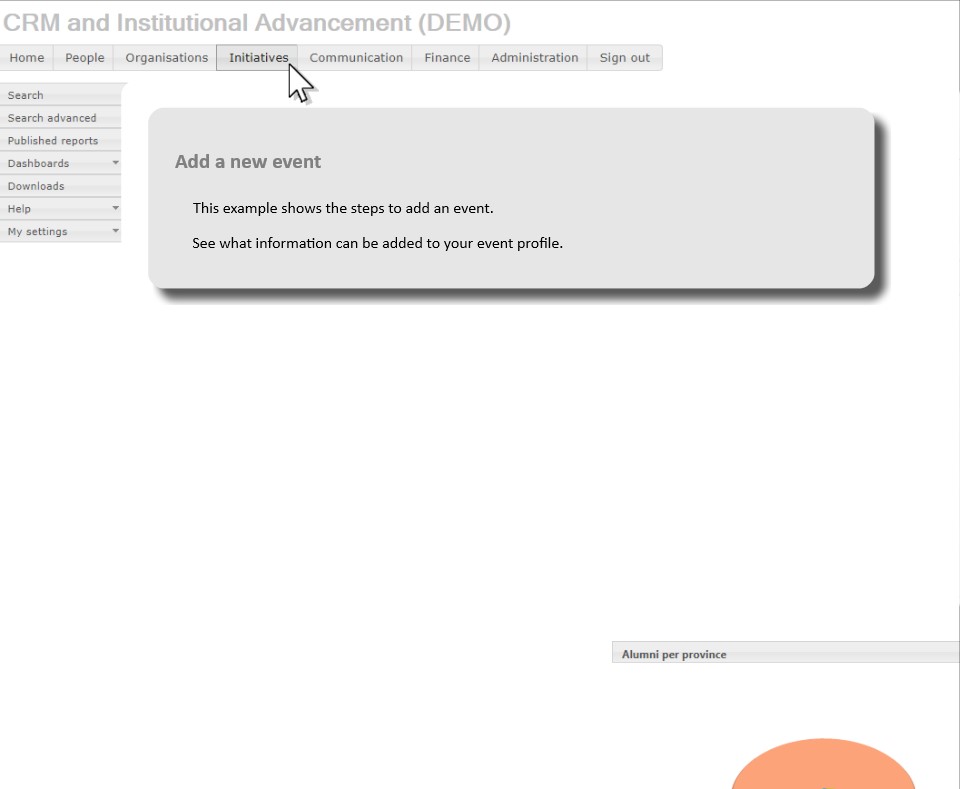 CRM and Institutional Advancement (DEMO)
Home People Organisations Initiatives Communication Finance Administration Sign out
Search
Search advanced
Published reports
Dashboards
Downloads
Help
My settings
Add a new event
This example shows the steps to add an event.
See what information can be added to your event profile.
Alumni per province